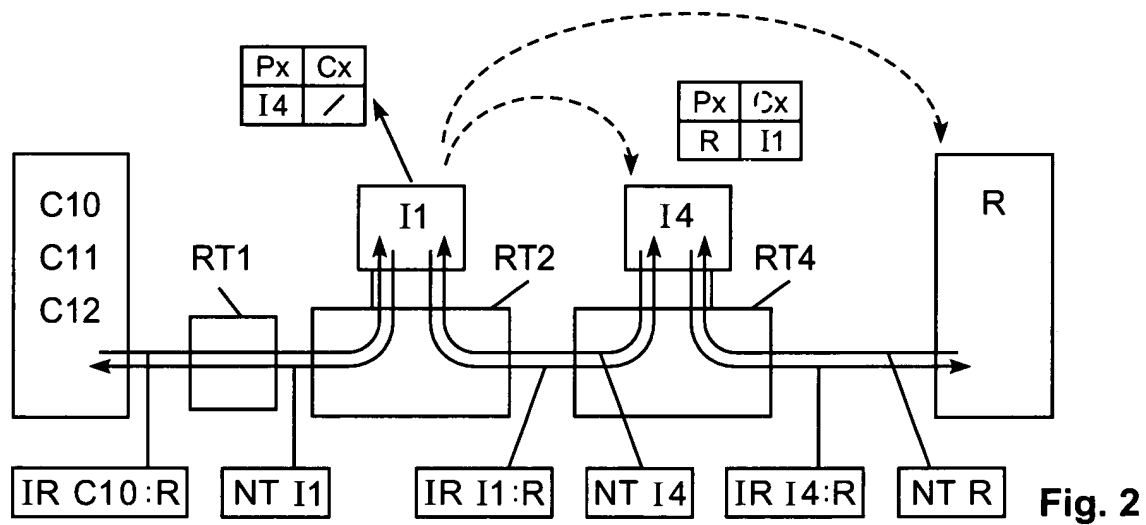 Px Cx
I4 /
Px Cx
R I1
C10
C11
C12
RT1
I1
RT2
I4
RT4
R
IR C10:R
NT I1
IR I1:R
NT I4
IR I4:R
NT R
Fig. 2